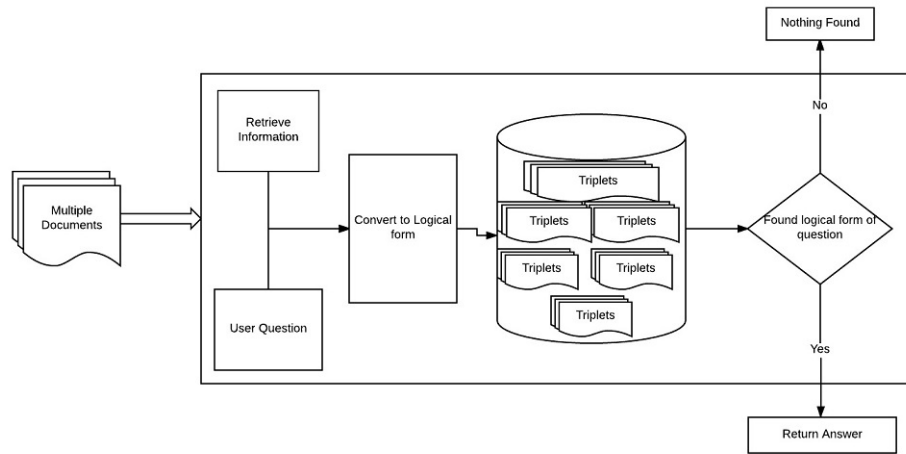 Nothing Found
No
Retrieve
Information
Multiple
Documents
Convert to Logical
form
User Question
Triplets
Triplets
Triplets
Triplets
Triplets
Triplets
Found logical form of
question
Yes
Return Answer